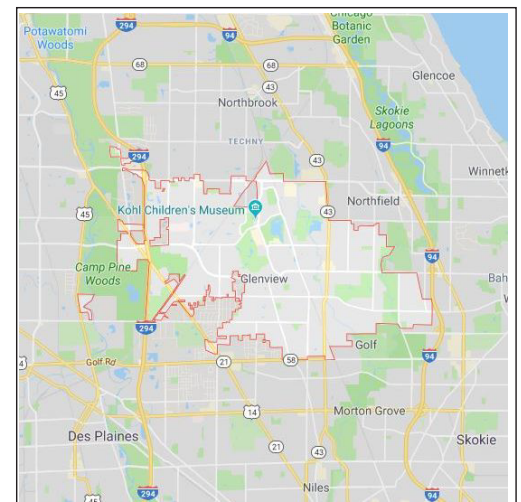 Chicago
Botanic
Garden
294
Potawatomi
Woods
94
68
68
45
43
Glencoe
Northbrook
Skokie
Lagoons
TECHNY
94
294
43
Winnetk
Kohl Children's Museum
Northfield
45
43
94
Camp Pine
Woods
Glenview
Bah
294
Golf
21
58
94
Golf Rd
14
Morton Grove
Des Plaines
21
43
Skokie
Niles
294
94
45